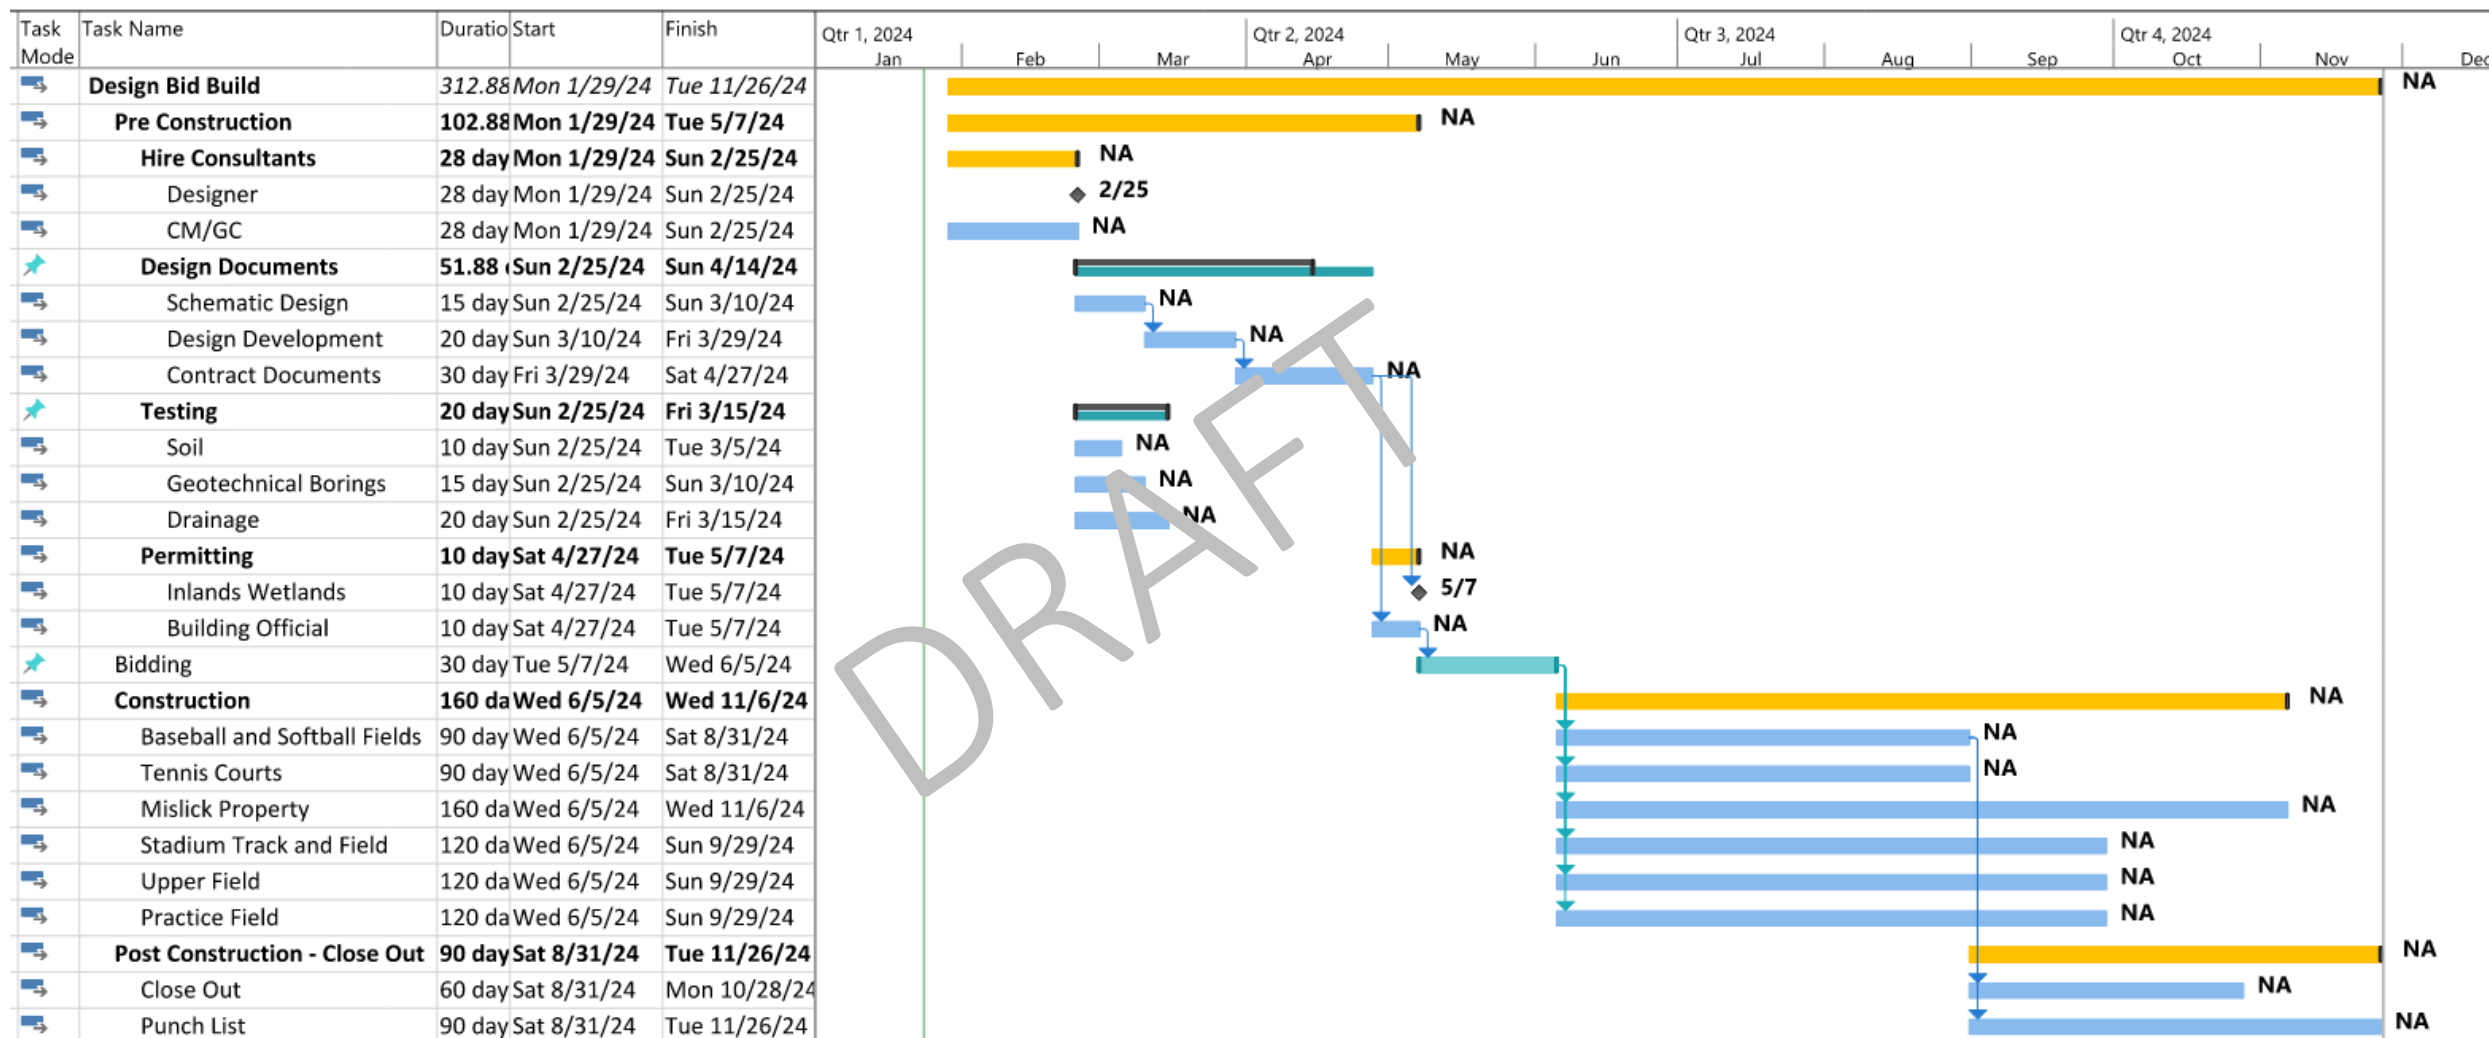 Task Mode Task Name Duratio Start Finish Qtr 1, 2024 Qtr 2, 2024 Qtr 3, 2024 Qtr 4, 2024
Jan Feb Mar Apr May Jun Jul Aug Sep Oct Nov Dec
Design Bid Build 312.88 Mon 1/29/24 Tue 11/26/24 NA
Pre Construction 102.88 Mon 1/29/24 Tue 5/7/24 NA
Hire Consultants 28 day Mon 1/29/24 Sun 2/25/24 NA
Designer 28 day Mon 1/29/24 Sun 2/25/24 2/25
CM/GC 28 day Mon 1/29/24 Sun 2/25/24 NA
Design Documents 51.88 Sun 2/25/24 Sun 4/14/24
Schematic Design 15 day Sun 2/25/24 Sun 3/10/24 NA
Design Development 20 day Sun 3/10/24 Fri 3/29/24 NA
Contract Documents 30 day Fri 3/29/24 Sat 4/27/24 NA
Testing 20 day Sun 2/25/24 Fri 3/15/24
Soil 10 day Sun 2/25/24 Tue 3/5/24 NA
Geotechnical Borings 15 day Sun 2/25/24 Sun 3/10/24 NA
Drainage 20 day Sun 2/25/24 Fri 3/15/24 NA
Permitting 10 day Sat 4/27/24 Tue 5/7/24 NA
Inlands Wetlands 10 day Sat 4/27/24 Tue 5/7/24 5/7
Building Official 10 day Sat 4/27/24 Tue 5/7/24 NA
Bidding 30 day Tue 5/7/24 Wed 6/5/24
Construction 160 da Wed 6/5/24 Wed 11/6/24 NA
Baseball and Softball Fields 90 day Wed 6/5/24 Sat 8/31/24 NA
Tennis Courts 90 day Wed 6/5/24 Sat 8/31/24 NA
Mislick Property 160 da Wed 6/5/24 Wed 11/6/24 NA
Stadium Track and Field 120 da Wed 6/5/24 Sun 9/29/24 NA
Upper Field 120 da Wed 6/5/24 Sun 9/29/24 NA
Practice Field 120 da Wed 6/5/24 Sun 9/29/24 NA
Post Construction - Close Out 90 day Sat 8/31/24 Tue 11/26/24 NA
Close Out 60 day Sat 8/31/24 Mon 10/28/24 NA
Punch List 90 day Sat 8/31/24 Tue 11/26/24 NA
DRAFT